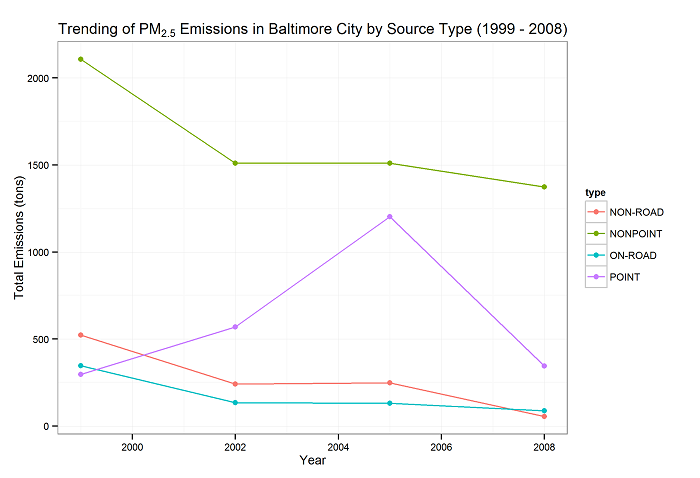 Trending of PM2.5 Emissions in Baltimore City by Source Type (1999 - 2008)
Total Emissions (tons)
2000
1500
1000
500
0
2000 2002 2004 2006 2008
Year
type
NON-ROAD
NONPOINT
ON-ROAD
POINT